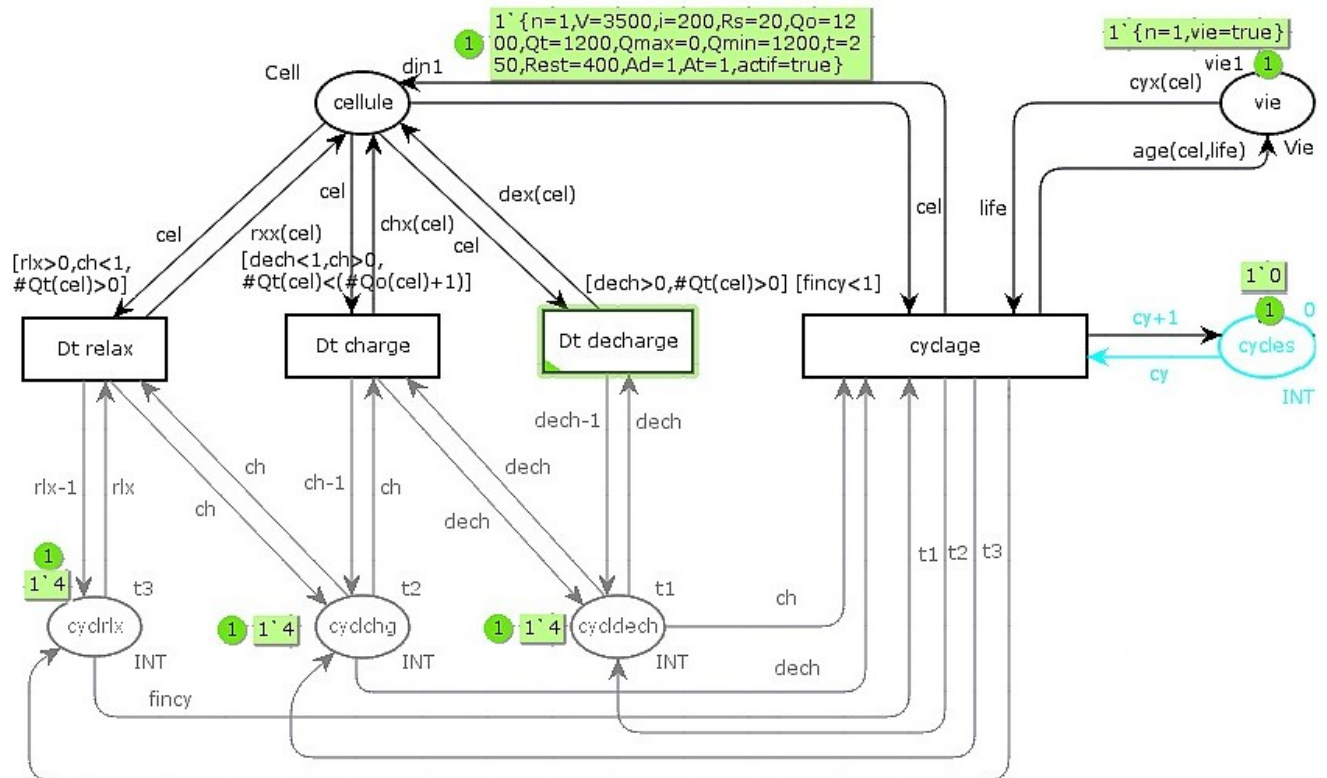 1`{n=1,V=3500,i=200,Rs=20,Qo=12
00,Qt=1200,Qmax=0,Qmin=1200,t=2
50,Rest=400,Ad=1,At=1,actif=true}
1
1`{n=1,vie=true}
Cell
din1
vie1
1
cellule
cyx(cel)
vie
age(cel,life)
Vie
cel
dex(cel)
cel
rxx(cel)
chx(cel)
cel
cel
life
[rlx>0,ch<1,
#Qt(cel)>0]
[dech<1,ch>0,
#Qt(cel)<(#Qo(cel)+1)]
[dech>0,#Qt(cel)>0]
[fincy<1]
1`0
1
0
Dt relax
Dt charge
Dt decharge
cyclage
cy+1
cycles
cy
INT
rlx-1
rlx
ch
ch
ch-1
ch
dech
dech
dech-1
dech
t1
t2
t3
1
1`4
t3
cyclrlx
INT
1
1`4
t2
cyclchg
INT
1
1`4
t1
cycldech
INT
ch
dech
fincy